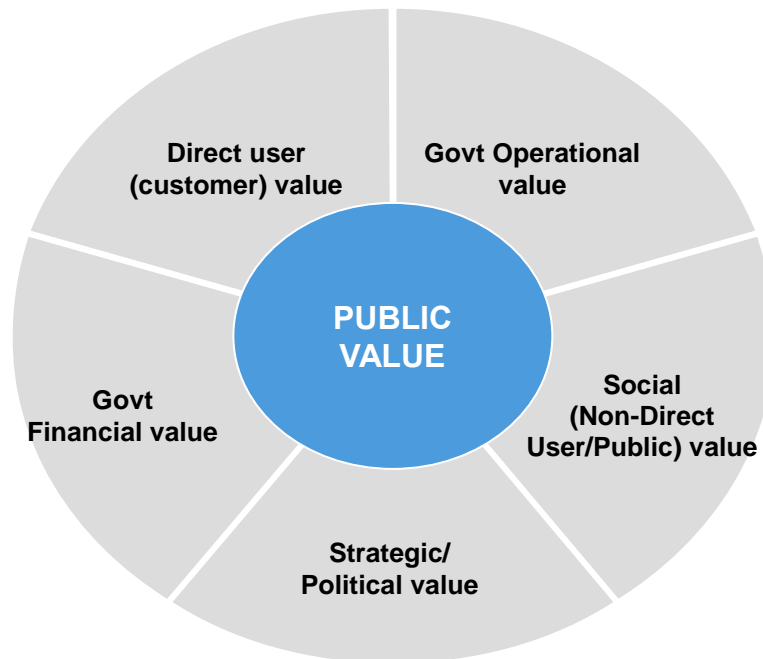 Direct user
(customer) value
Govt Operational
value
PUBLIC
VALUE
Govt
Financial value
Social
(Non-Direct
User/Public) value
Strategic/
Political value